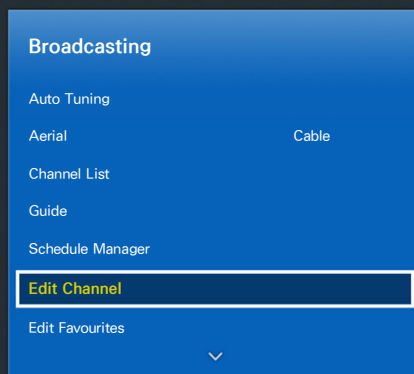 Broadcasting
Auto Tuning
Aerial Cable
Channel List
Guide
Schedule Manager
Edit Channel
Edit Favourites